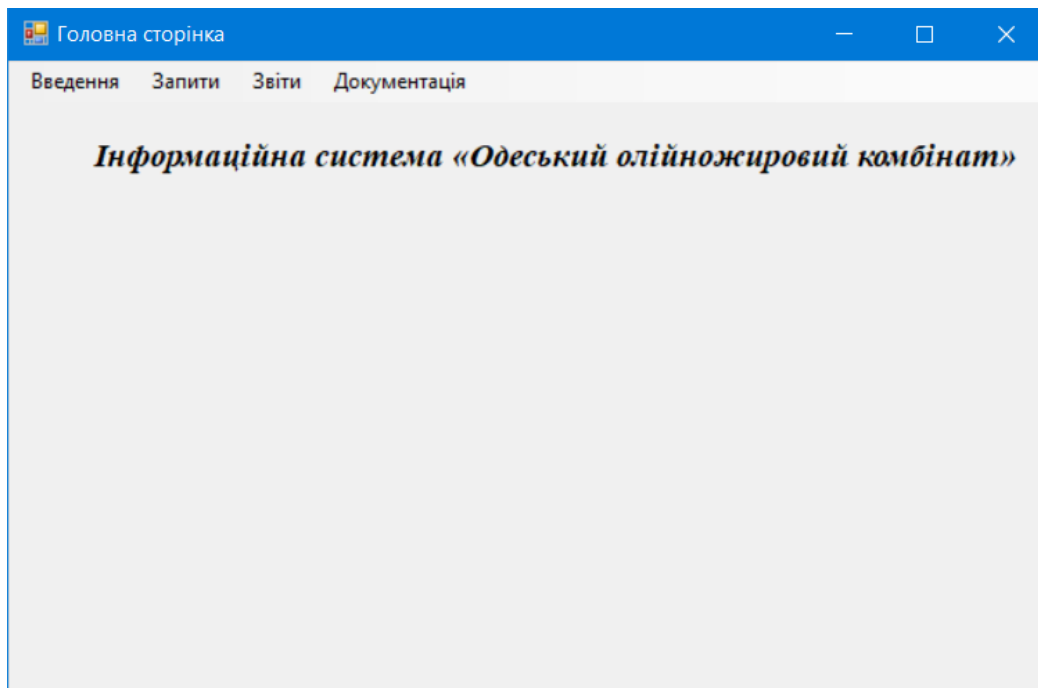 Головна сторінка
Введення Запити Звіти Документація
Інформаційна система «Одеський олійножировий комбінат»